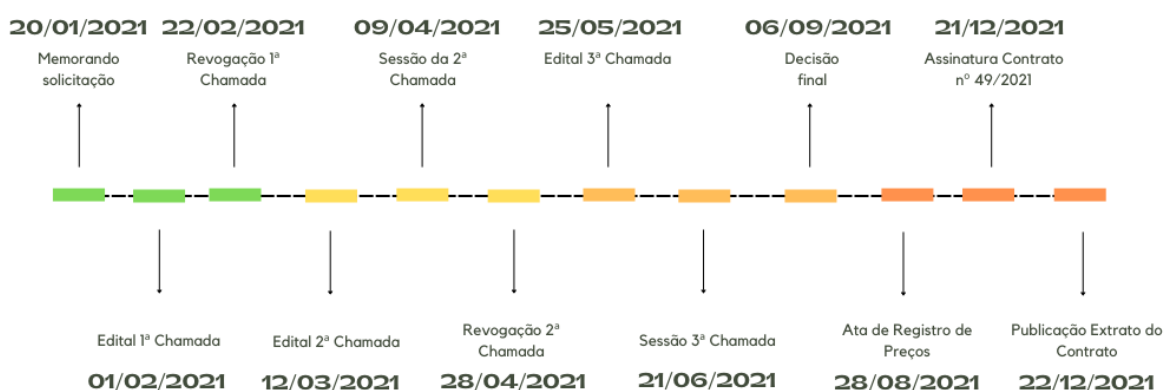 20/01/2021
Memorando
solicitação
22/02/2021
Revogação 1ª
Chamada
09/04/2021
Sessão da 2ª
Chamada
25/05/2021
Edital 3ª Chamada
06/09/2021
Decisão
final
21/12/2021
Assinatura Contrato
nº 49/2021
Edital 1ª Chamada
01/02/2021
Edital 2ª Chamada
12/03/2021
Revogação 2ª
Chamada
28/04/2021
Sessão 3ª Chamada
21/06/2021
Ata de Registro de
Preços
28/08/2021
Publicação Extrato do
Contrato
22/12/2021